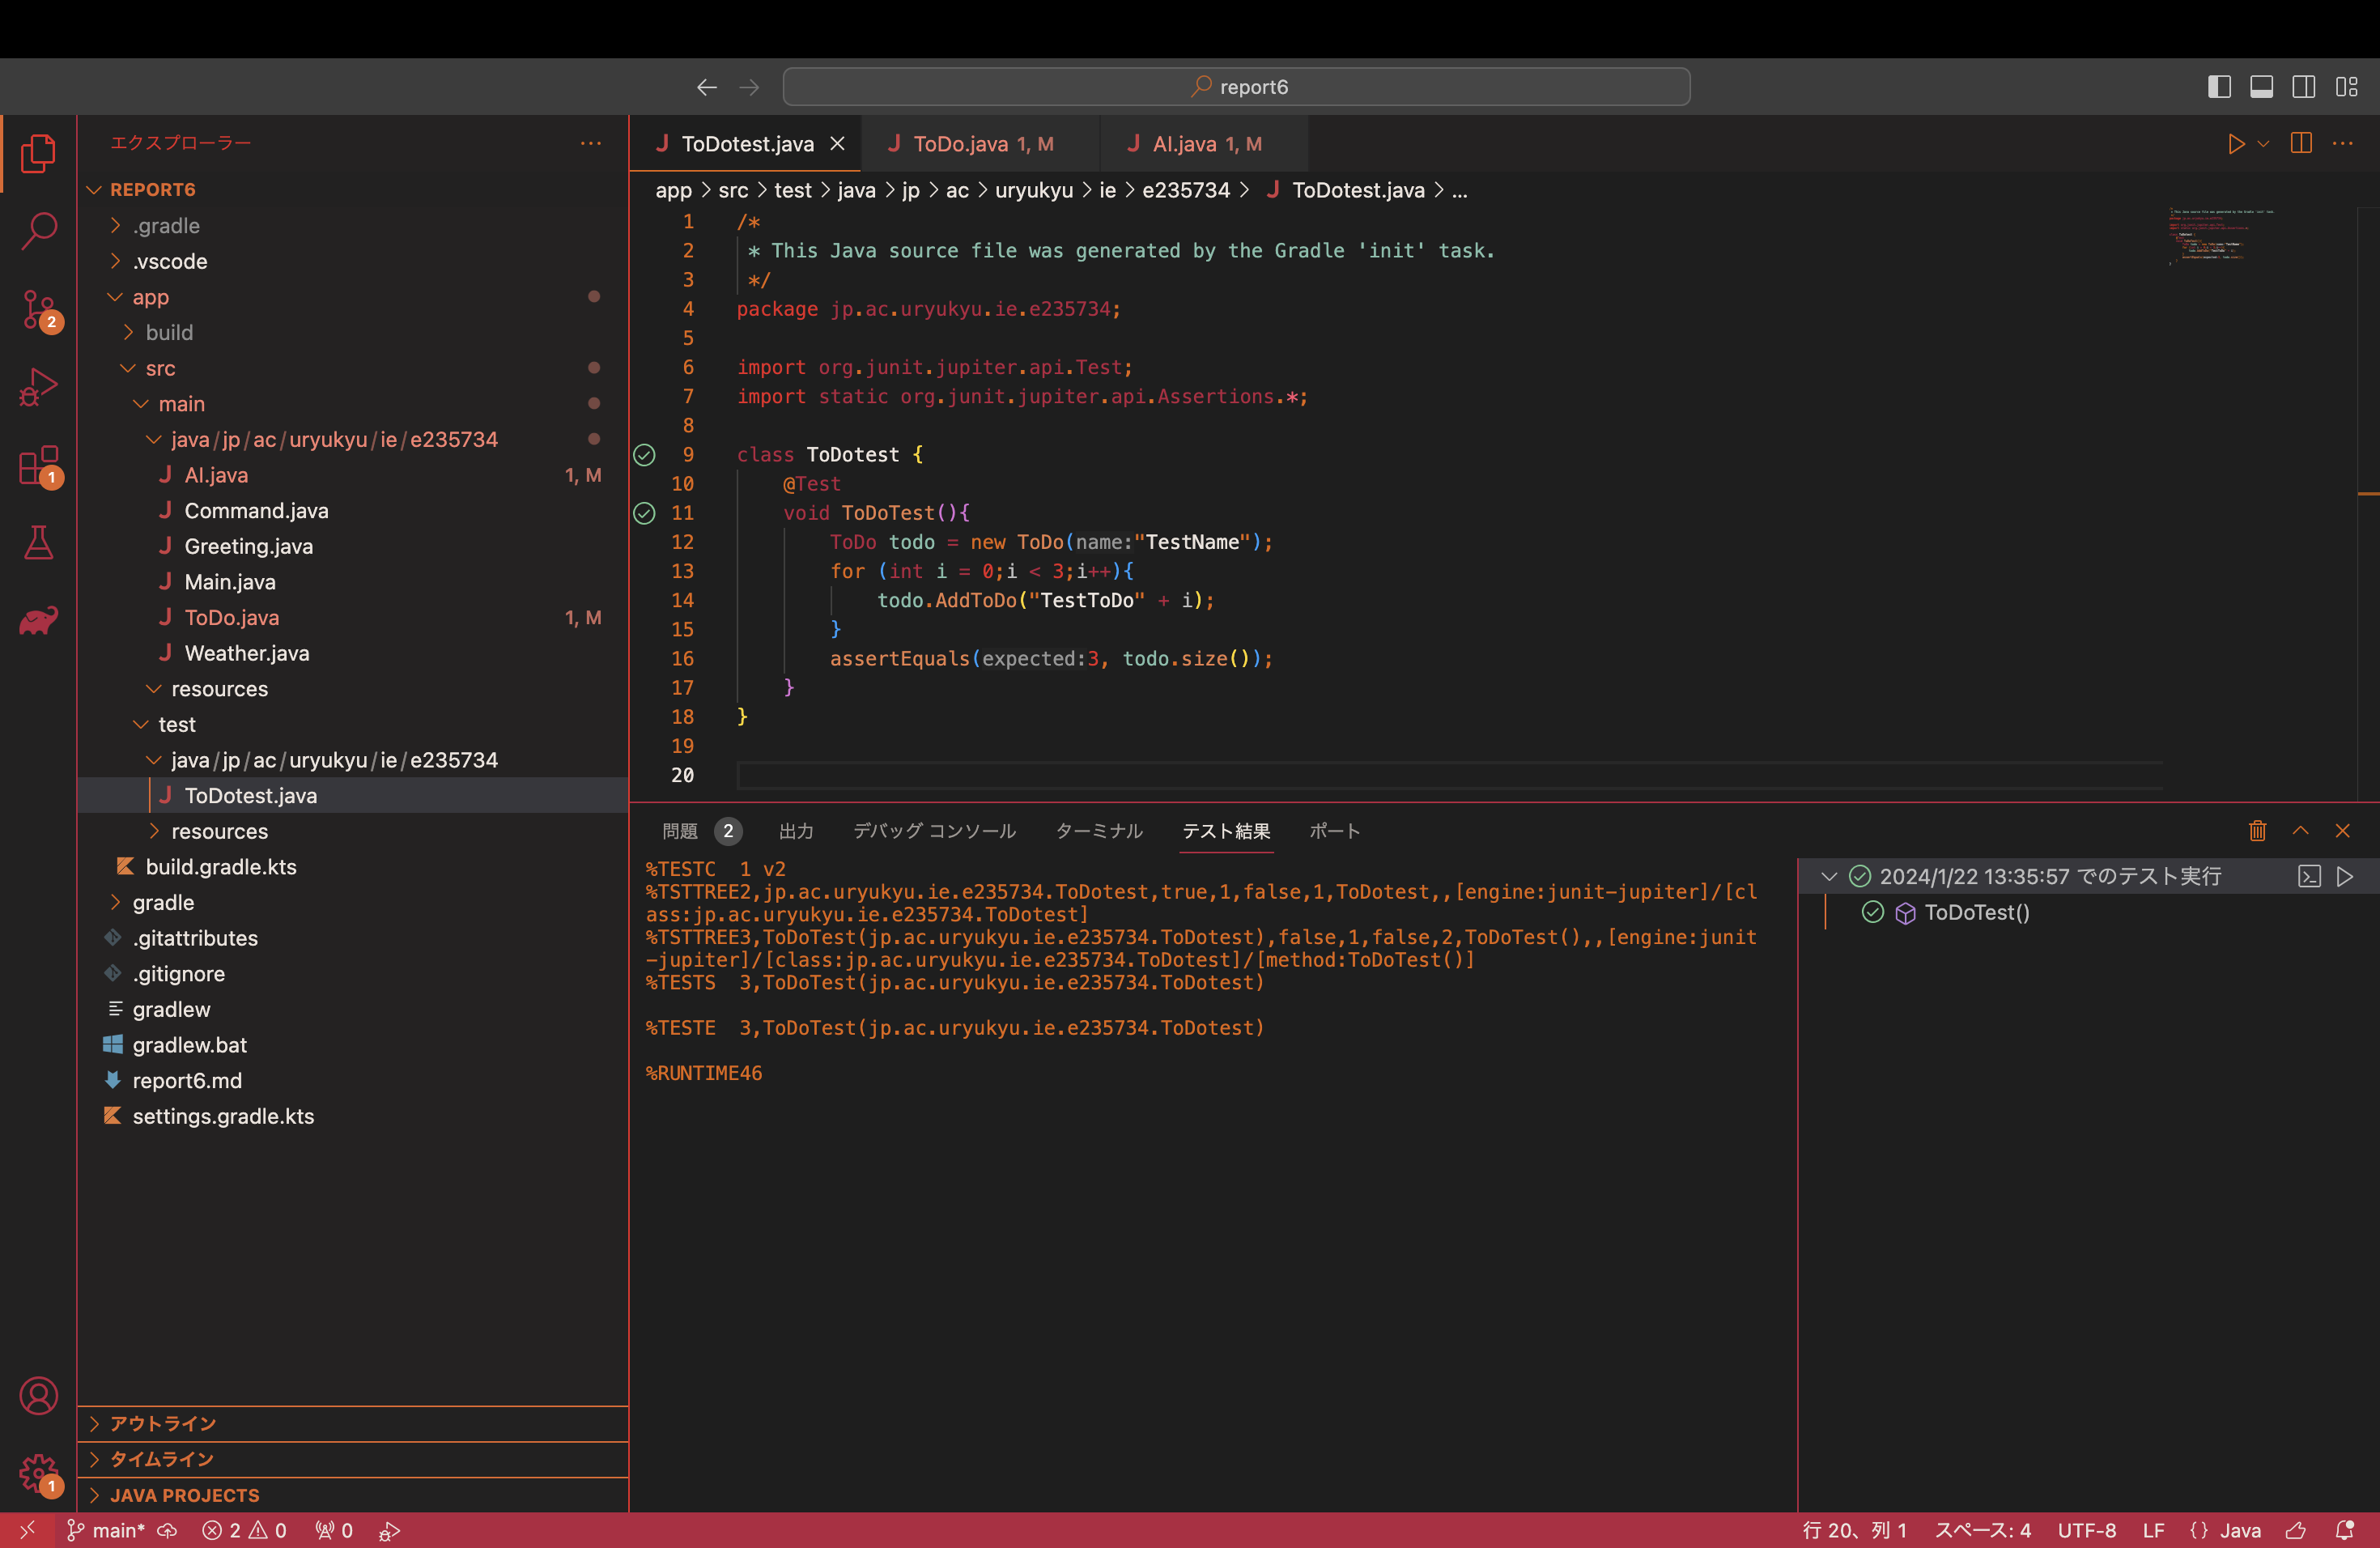 report6
エクスプローラー
REPORT6
.gradle
.vscode
app
build
src
main
java/jp/ac/uryukyu/ie/e235734
AI.java 1, M
Command.java
Greeting.java
Main.java
ToDo.java 1, M
Weather.java
resources
test
java/jp/ac/uryukyu/ie/e235734
ToDotest.java
resources
build.gradle.kts
gradle
.gitattributes
.gitignore
gradlew
gradlew.bat
report6.md
settings.gradle.kts
アウトライン
タイムライン
JAVA PROJECTS
2
1
1
ToDotest.java ToDo.java 1, M AI.java 1, M
app > src > test > java > jp > ac > uryukyu > ie > e235734 > ToDotest.java > ...
1 /*
2 * This Java source file was generated by the Gradle 'init' task.
3 */
4 package jp.ac.uryukyu.ie.e235734;
5
6 import org.junit.jupiter.api.Test;
7 import static org.junit.jupiter.api.Assertions.*;
8
9 class ToDotest {
10 @Test
11 void ToDoTest(){
12 ToDo todo = new ToDo(name:"TestName");
13 for (int i = 0;i < 3;i++){
14 todo.AddToDo("TestToDo" + i);
15 }
16 assertEquals(expected:3, todo.size());
17 }
18 }
19
20
問題 2 出力 デバッグ コンソール ターミナル テスト結果 ポート
%TESTC 1 v2
%TSTTREE2,jp.ac.uryukyu.ie.e235734.ToDotest,true,1,false,1,ToDotest,,[engine:junit-jupiter]/[cl
ass:jp.ac.uryukyu.ie.e235734.ToDotest]
%TSTTREE3,ToDoTest(jp.ac.uryukyu.ie.e235734.ToDotest),false,1,false,2,ToDoTest(),,[engine:junit
-jupiter]/[class:jp.ac.uryukyu.ie.e235734.ToDotest]/[method:ToDoTest()]
%TESTS 3,ToDoTest(jp.ac.uryukyu.ie.e235734.ToDotest)
%TESTE 3,ToDoTest(jp.ac.uryukyu.ie.e235734.ToDotest)
%RUNTIME46
2024/1/22 13:35:57 でのテスト実行
ToDoTest()
main* 2 0 0 行 20、列 1 スペース: 4 UTF-8 LF {} Java